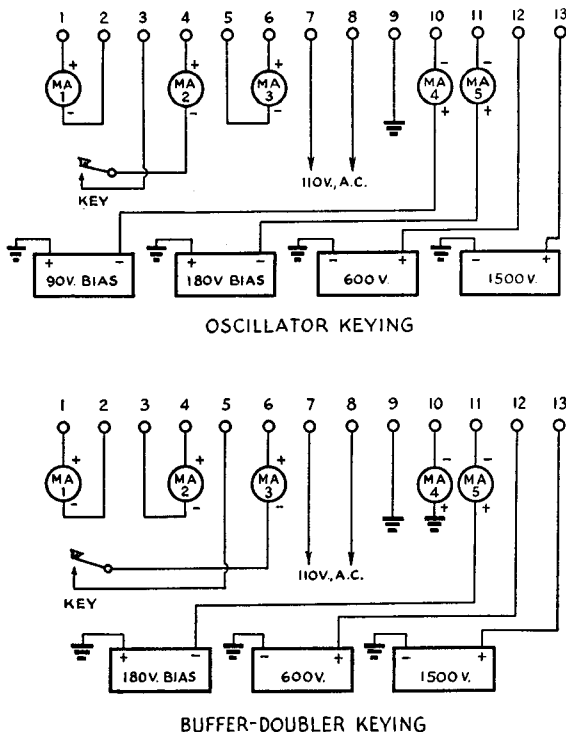 1 2 3 4 5 6 7 8 9 10 11 12 13
+ + + - -
MA 1 MA 2 MA 3 MA 4 MA 5
- - - + +
KEY
110V., A.C.
+ - + - - + - +
90V. BIAS 180V BIAS 600 V. 1500 V.
OSCILLATOR KEYING
1 2 3 4 5 6 7 8 9 10 11 12 13
+ + + - -
MA 1 MA 2 MA 3 MA 4 MA 5
- - - + +
KEY
110V., A.C.
+ - - + - +
180V. BIAS 600V. 1500 V.
BUFFER-DOUBLER KEYING